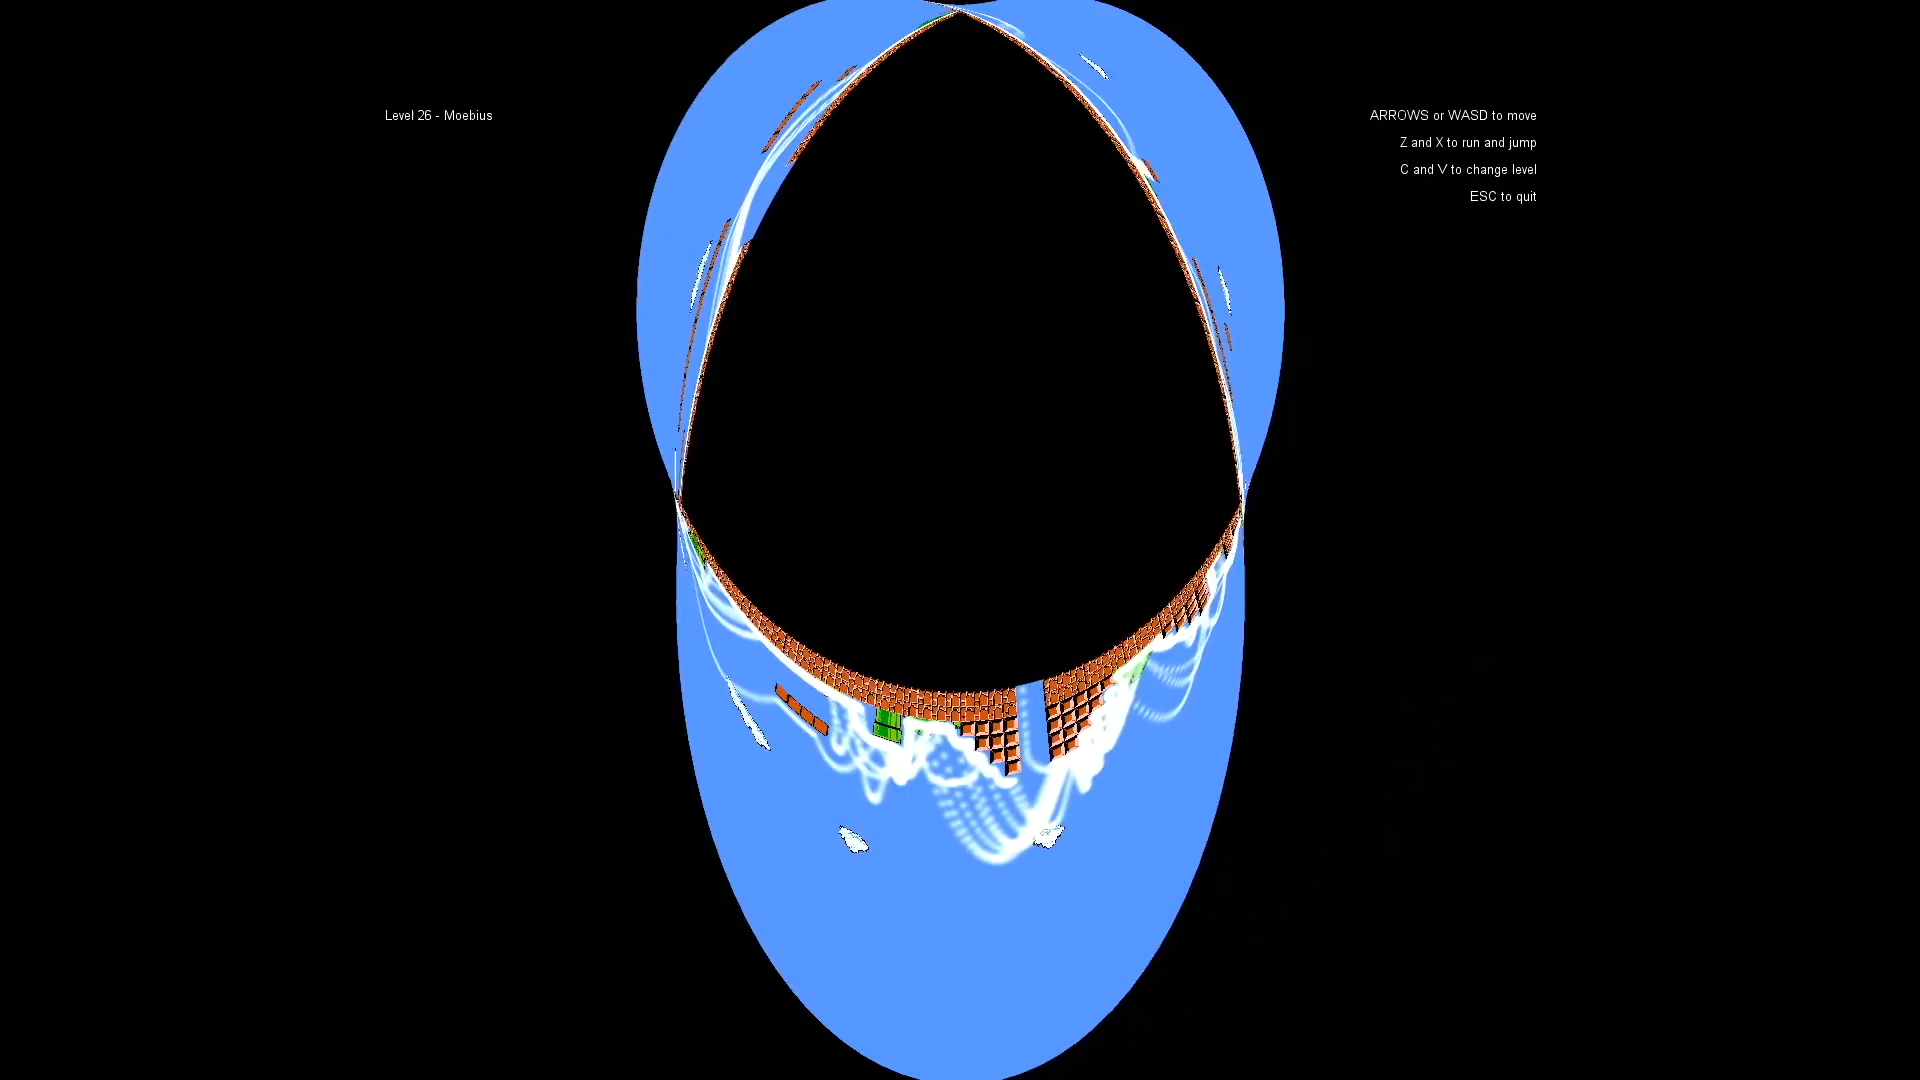 Level 26 - Moebius
ARROWS or WASD to move
Z and X to run and jump
C and V to change level
ESC to quit